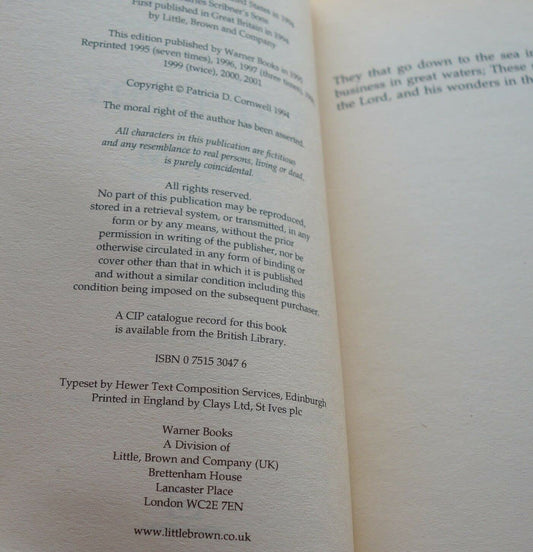 United States in 1994
Charles Scribner's Sons
First published in Great Britain in 1994
by Little, Brown and Company
This edition published by Warner Books in 1995
Reprinted 1995 (seven times), 1996, 1997 (three times), 1998,
1999 (twice), 2000, 2001
Copyright © Patricia D. Cornwell 1994
The moral right of the author has been asserted.
All characters in this publication are fictitious
and any resemblance to real persons, living or dead,
is purely coincidental.
All rights reserved.
No part of this publication may be reproduced,
stored in a retrieval system, or transmitted, in any
form or by any means, without the prior
permission in writing of the publisher, nor be
otherwise circulated in any form of binding or
cover other than that in which it is published
and without a similar condition including this
condition being imposed on the subsequent purchaser.
A CIP catalogue record for this book
is available from the British Library.
ISBN 0 7515 3047 6
Typeset by Hewer Text Composition Services, Edinburgh
Printed in England by Clays Ltd, St Ives plc
Warner Books
A Division of
Little, Brown and Company (UK)
Brettenham House
Lancaster Place
London WC2E 7EN
www.littlebrown.co.uk
They that go down to the sea in
business in great waters; These
the Lord, and his wonders in th